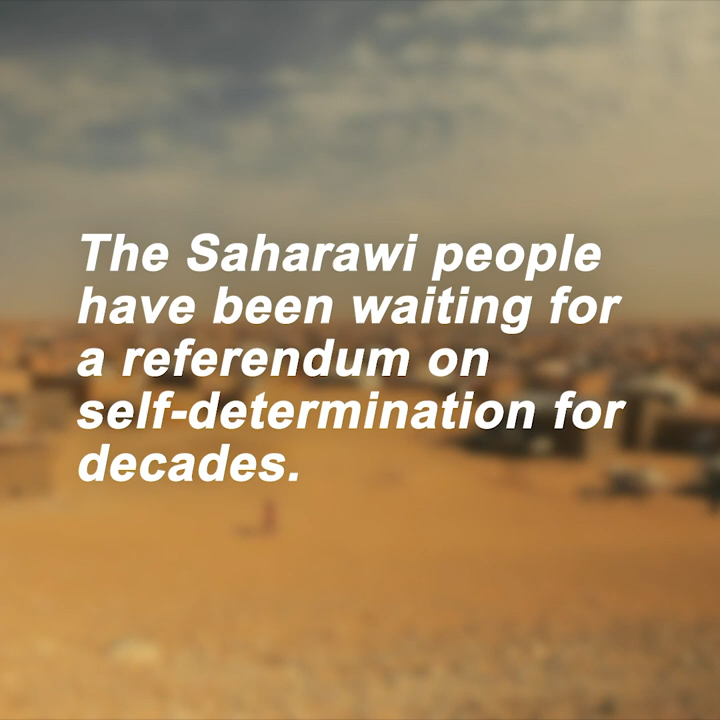 The Saharawi people
have been waiting for
a referendum on
self-determination for
decades.